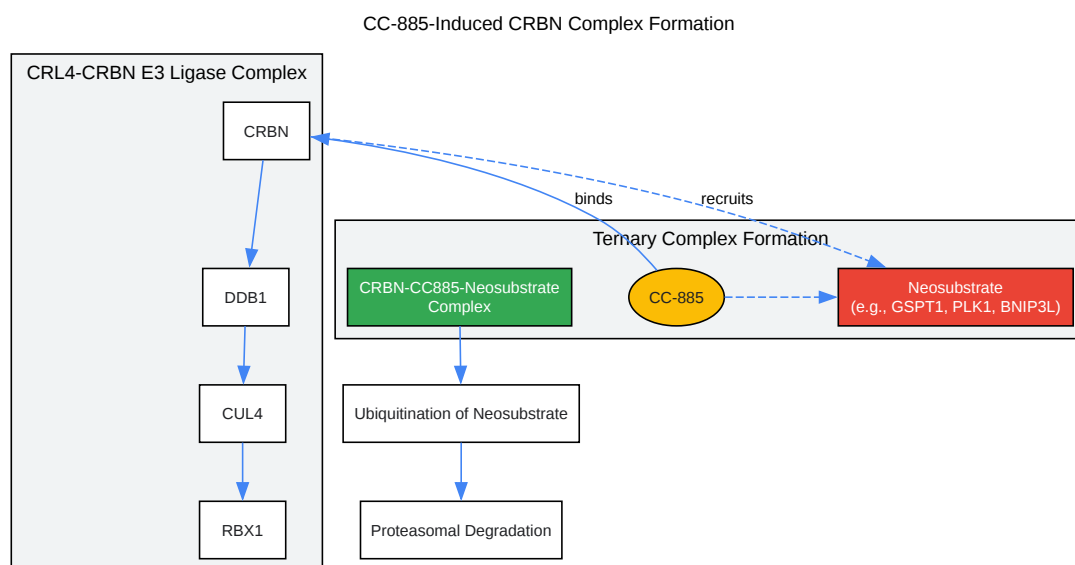 CC-885-Induced CRBN Complex Formation
CRL4-CRBN E3 Ligase Complex
CRBN
binds
recruits
Ternary Complex Formation
DDB1
CRBN-CC885-Neosubstrate
Complex
CC-885
Neosubstrate
(e.g., GSPT1, PLK1, BNIP3L)
CUL4
Ubiquitination of Neosubstrate
RBX1
Proteasomal Degradation